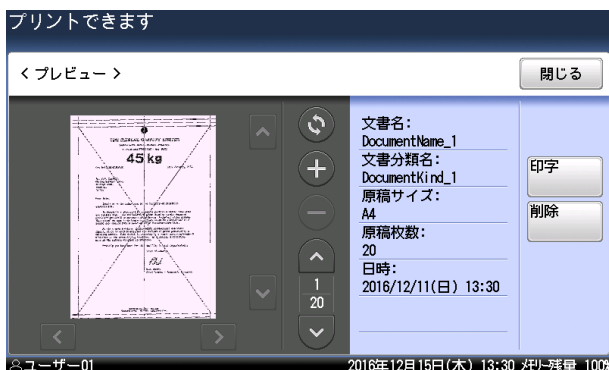 プリントできます
< プレビュー >
閉じる
45 kg
1
20
文書名:
DocumentName_1
文書分類名:
DocumentKind_1
原稿サイズ:
A4
原稿枚数:
20
日時:
2016/12/11(日) 13:30
印字
削除
ユーザー01
2016年12月15日(木) 13:30 メモリー残量 100%